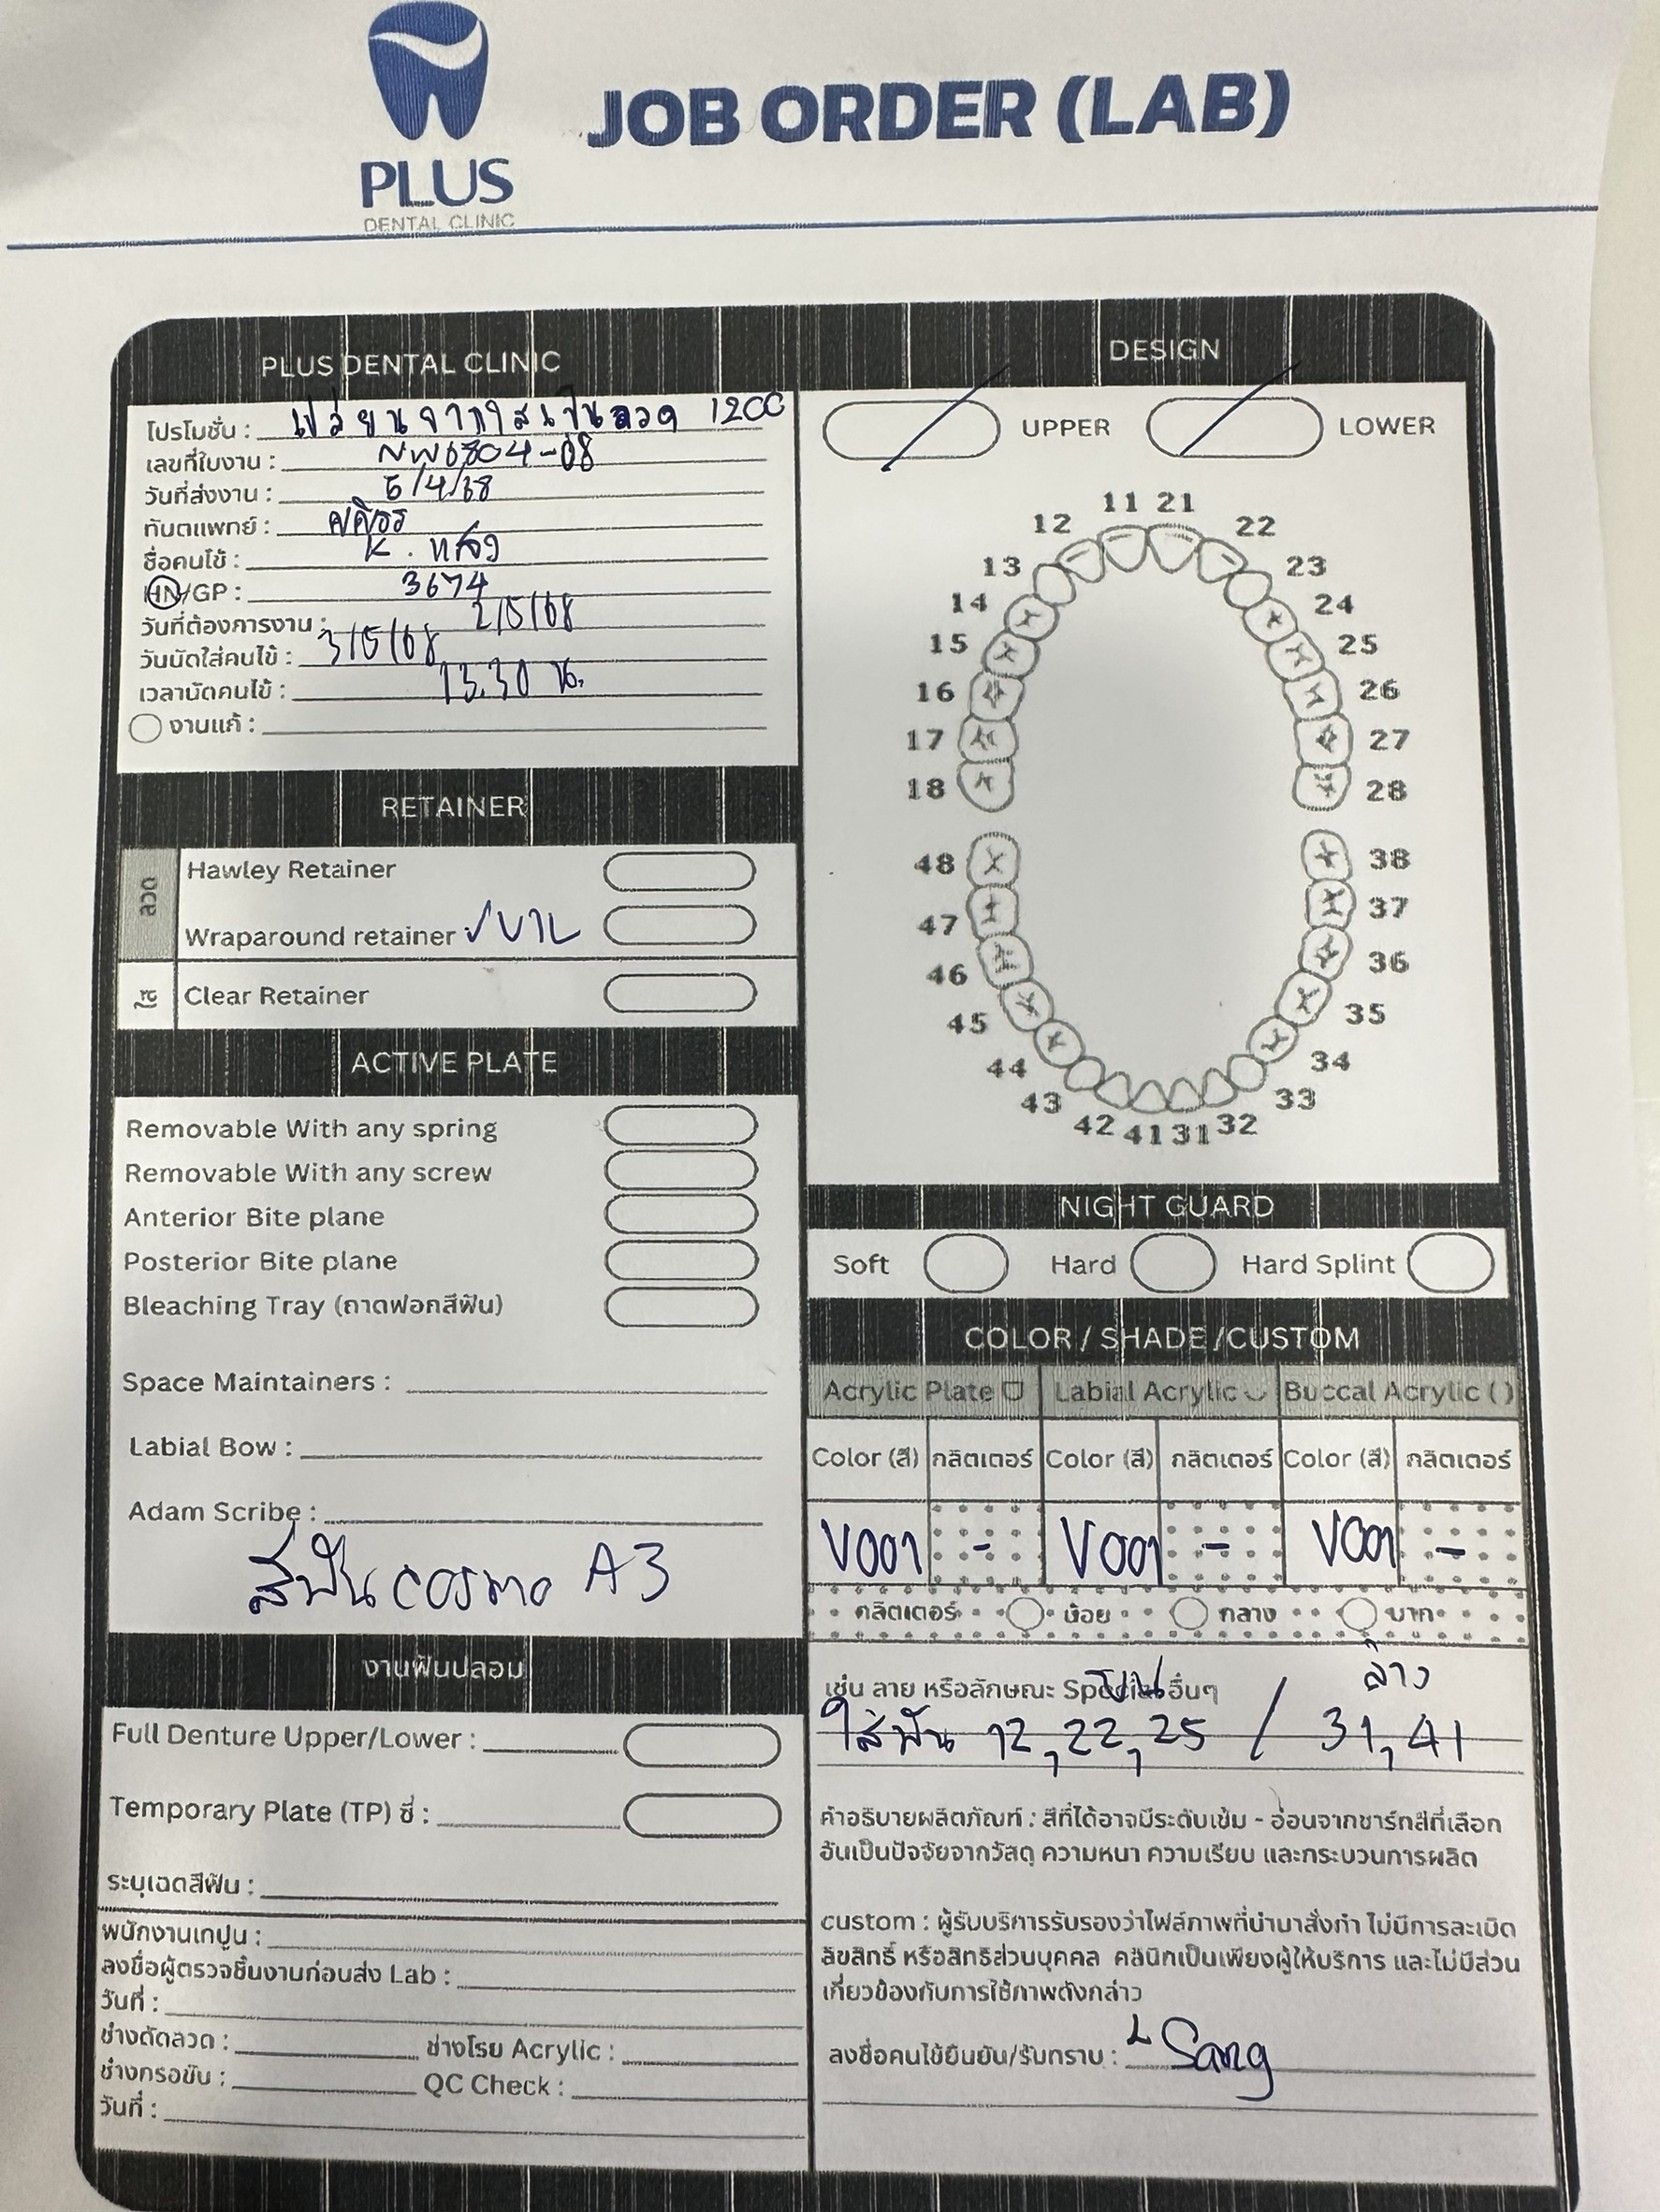 PLUS
DENTAL CLINIC
JOB ORDER (LAB)
PLUS DENTAL CLINIC
โปรโมชั่น : เปลี่ยนจากใสเป็นลวด 1200
เลขที่ใบงาน : NW6804-08
วันที่ส่งงาน : 5/4/68
ทันตแพทย์ :
ชื่อคนไข้ : K. แสง
HN/GP : 3674
วันที่ต้องการงาน : 2/5/68
วันนัดใส่คนไข้ : 3/5/68
เวลานัดคนไข้ : 13.30 น.
งานแก้ :
DESIGN
UPPER
LOWER
11 21
12 22
13 23
14 24
15 25
16 26
17 27
18 28
48 38
47 37
46 36
45 35
44 34
43 33
42 41 31 32
RETAINER
ลวด
Hawley Retainer
Wraparound retainer
ใส
Clear Retainer
ACTIVE PLATE
Removable With any spring
Removable With any screw
Anterior Bite plane
Posterior Bite plane
Bleaching Tray (ถาดฟอกสีฟัน)
Space Maintainers :
Labial Bow :
Adam Scribe :
สีฟัน cosmo A3
NIGHT GUARD
Soft Hard Hard Splint
COLOR / SHADE /CUSTOM
Acrylic Plate Labial Acrylic Buccal Acrylic ( )
Color (สี) กลิตเตอร์ Color (สี) กลิตเตอร์ Color (สี) กลิตเตอร์
V001 - V001 - V001 -
กลิตเตอร์ น้อย กลาง มาก
เช่น ลาย หรือลักษณะ Special อื่นๆ
บน ล่าง
ใส่ฟัน 12,22,25 / 31,41
คำอธิบายผลิตภัณฑ์ : สีที่ได้อาจมีระดับเข้ม - อ่อนจากชาร์ทสีที่เลือก
อันเป็นปัจจัยจากวัสดุ ความหนา ความเรียบ และกระบวนการผลิต
custom : ผู้รับบริการรับรองว่าไฟล์ภาพที่นำมาสั่งทำ ไม่มีการละเมิด
ลิขสิทธิ์ หรือสิทธิส่วนบุคคล คลินิกเป็นเพียงผู้ให้บริการ และไม่มีส่วน
เกี่ยวข้องกับการใช้ภาพดังกล่าว
ลงชื่อคนไข้ยืนยัน/รับทราบ : Sang
งานฟันปลอม
Full Denture Upper/Lower :
Temporary Plate (TP) ซี่ :
ระบุเฉดสีฟัน :
พนักงานเทปูน :
ลงชื่อผู้ตรวจชิ้นงานก่อนส่ง Lab :
วันที่ :
ช่างดัดลวด : ช่างโรย Acrylic :
ช่างกรอขัน : QC Check :
วันที่ :